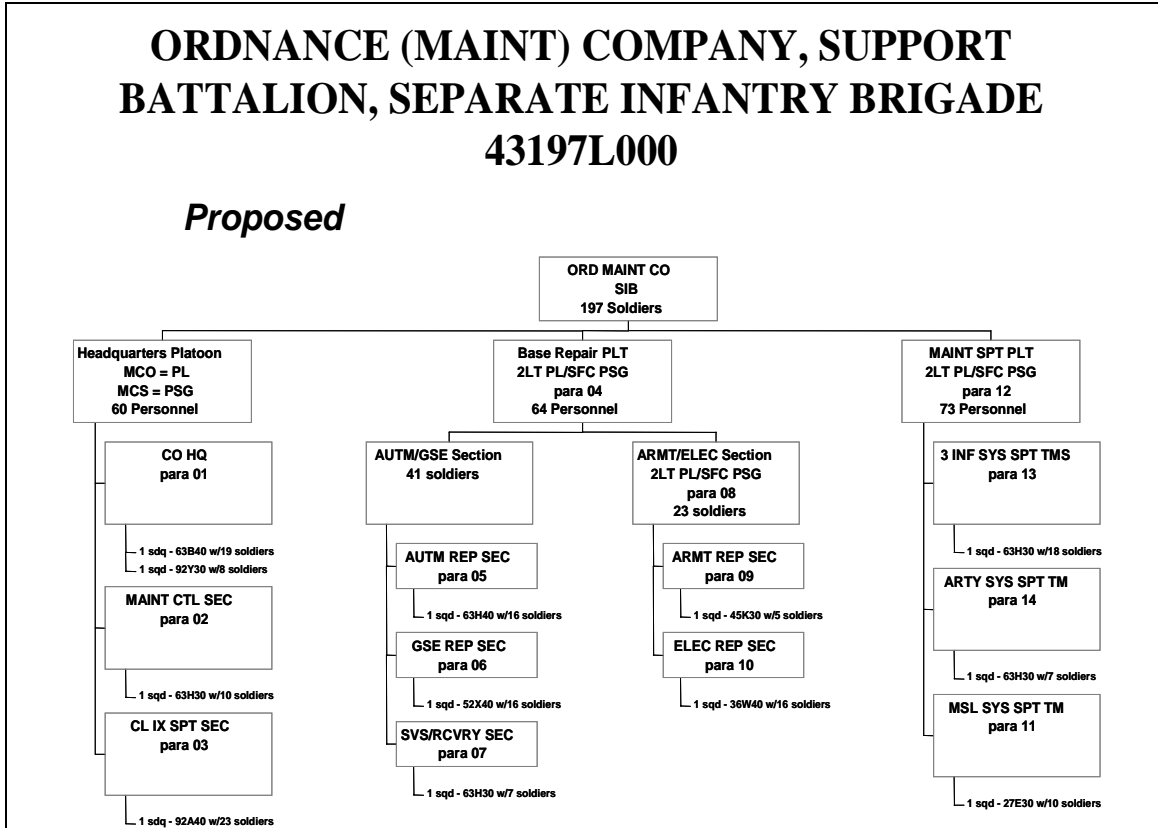 ORDNANCE (MAINT) COMPANY, SUPPORT
BATTALION, SEPARATE INFANTRY BRIGADE
43197L000
Proposed
ORD MAINT CO
SIB
197 Soldiers
Headquarters Platoon
MCO = PL
MCS = PSG
60 Personnel
CO HQ
para 01
1 sdq - 63B40 w/19 soldiers
1 sqd - 92Y30 w/8 soldiers
MAINT CTL SEC
para 02
1 sqd - 63H30 w/10 soldiers
CL IX SPT SEC
para 03
1 sdq - 92A40 w/23 soldiers
Base Repair PLT
2LT PL/SFC PSG
para 04
64 Personnel
AUTM/GSE Section
41 soldiers
AUTM REP SEC
para 05
1 sqd - 63H40 w/16 soldiers
GSE REP SEC
para 06
1 sqd - 52X40 w/16 soldiers
SVS/RCVRY SEC
para 07
1 sqd - 63H30 w/7 soldiers
ARMT/ELEC Section
2LT PL/SFC PSG
para 08
23 soldiers
ARMT REP SEC
para 09
1 sqd - 45K30 w/5 soldiers
ELEC REP SEC
para 10
1 sqd - 36W40 w/16 soldiers
MAINT SPT PLT
2LT PL/SFC PSG
para 12
73 Personnel
3 INF SYS SPT TMS
para 13
1 sqd - 63H30 w/18 soldiers
ARTY SYS SPT TM
para 14
1 sqd - 63H30 w/7 soldiers
MSL SYS SPT TM
para 11
1 sqd - 27E30 w/10 soldiers